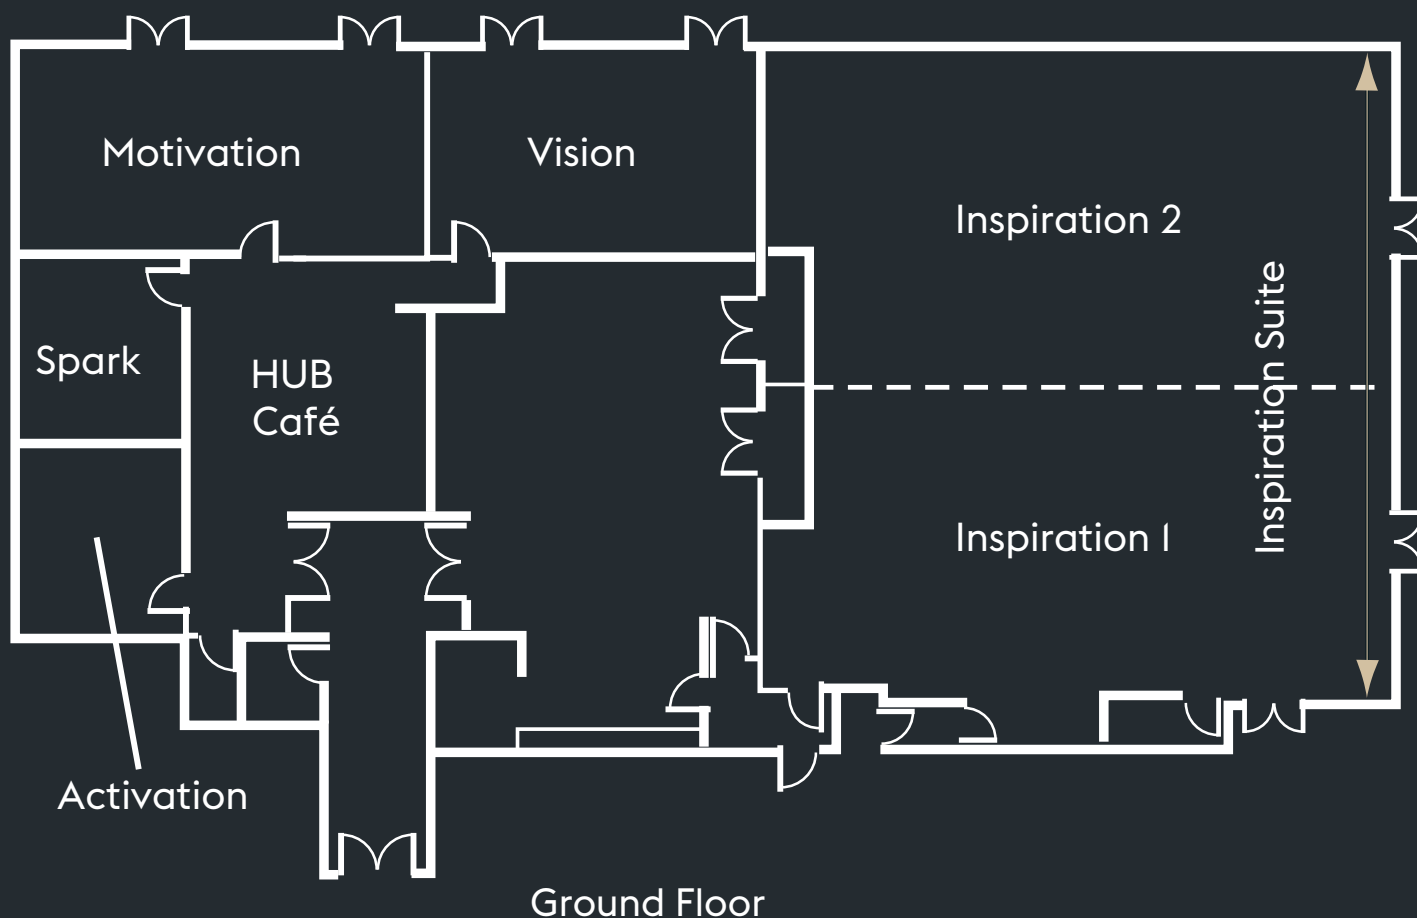 Motivation
Vision
Inspiration 2
Inspiration Suite
Spark
HUB
Café
Inspiration 1
Activation
Ground Floor